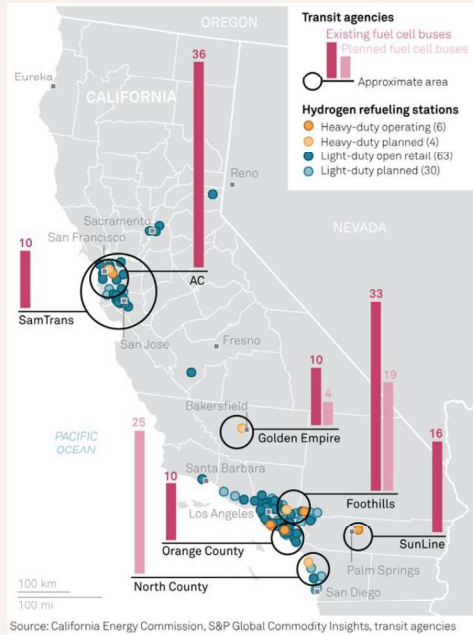 OREGON
Transit agencies
Existing fuel cell buses
Planned fuel cell buses
Approximate area
Hydrogen refueling stations
Heavy-duty operating (6)
Heavy-duty planned (4)
Light-duty open retail (63)
Light-duty planned (30)
Eureka
CALIFORNIA
36
Reno
NEVADA
Sacramento
San Francisco
10
AC
SamTrans
San Jose
Fresno
33
10
19
4
Bakersfield
Golden Empire
25
PACIFIC
OCEAN
16
Santa Barbara
10
Los Angeles
Foothills
Orange County
SunLine
Palm Springs
North County
100 km
100 mi
San Diego
Source: California Energy Commission, S&P Global Commodity Insights, transit agencies